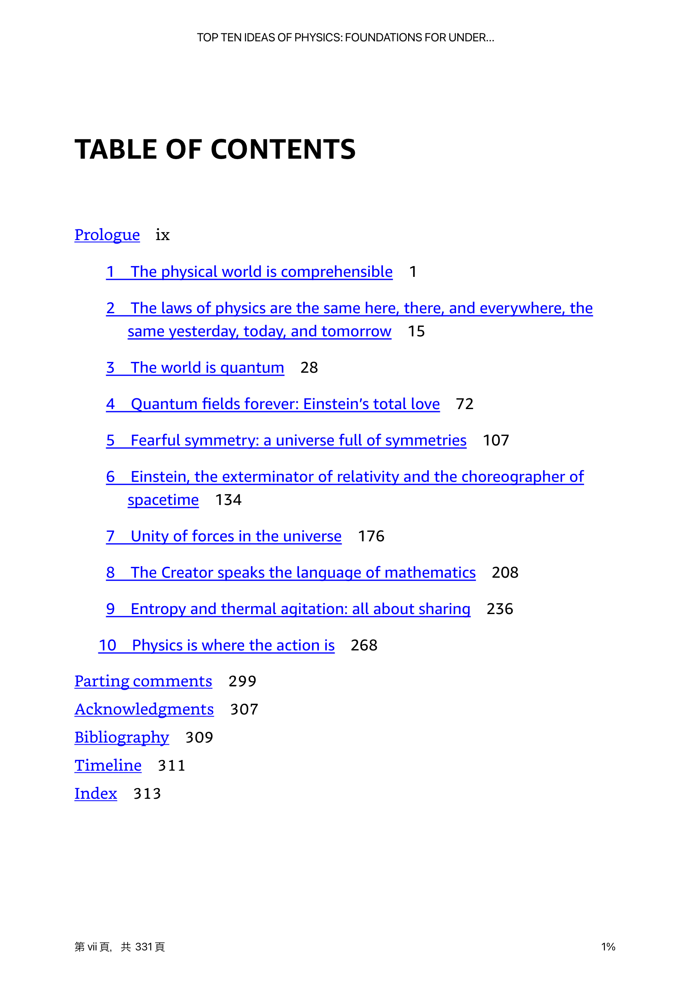 TOP TEN IDEAS OF PHYSICS: FOUNDATIONS FOR UNDER...
TABLE OF CONTENTS
Prologue ix
1 The physical world is comprehensible 1
2 The laws of physics are the same here, there, and everywhere, the
same yesterday, today, and tomorrow 15
3 The world is quantum 28
4 Quantum fields forever: Einstein’s total love 72
5 Fearful symmetry: a universe full of symmetries 107
6 Einstein, the exterminator of relativity and the choreographer of
spacetime 134
7 Unity of forces in the universe 176
8 The Creator speaks the language of mathematics 208
9 Entropy and thermal agitation: all about sharing 236
10 Physics is where the action is 268
Parting comments 299
Acknowledgments 307
Bibliography 309
Timeline 311
Index 313
第 vii 頁, 共 331 頁 1%